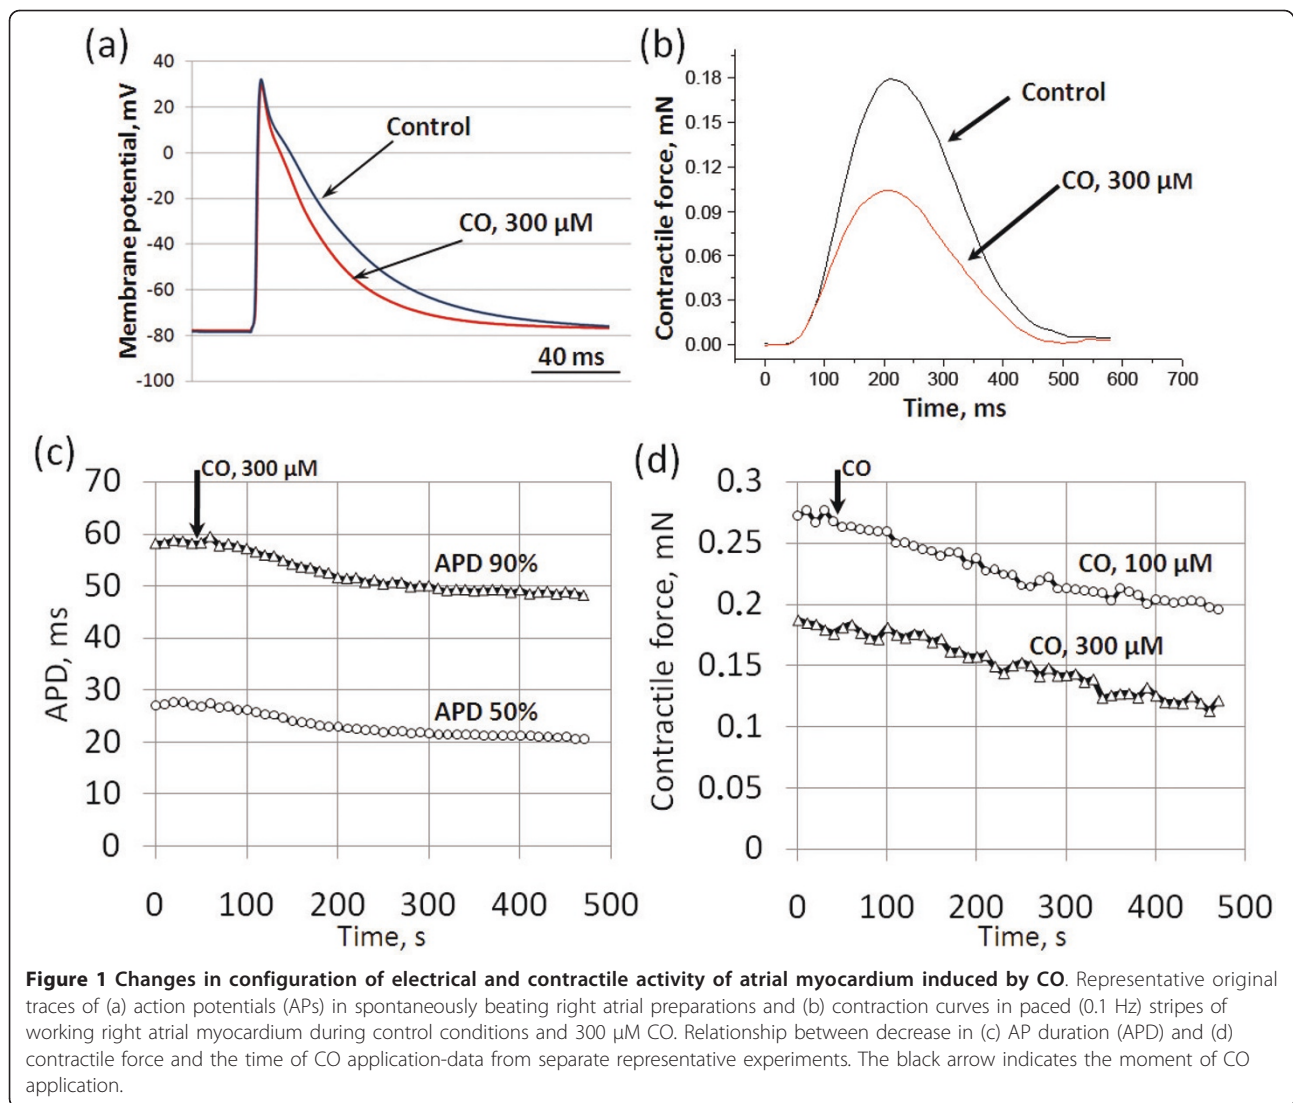 (a)
40
20
0
-20
-40
-60
-80
-100
Membrane potential, mV
Control
CO, 300 µM
40 ms
(b)
0.18
0.15
0.12
0.09
0.06
0.03
0.00
Contractile force, mN
Control
CO, 300 µM
0 100 200 300 400 500 600 700
Time, ms
(c)
CO, 300 µM
70
60
50
40
30
20
10
0
APD, ms
APD 90%
APD 50%
0 100 200 300 400 500
Time, s
(d)
CO
0.3
0.25
0.2
0.15
0.1
0.05
0
Contractile force, mN
CO, 100 µM
CO, 300 µM
0 100 200 300 400 500
Time, s
Figure 1 Changes in configuration of electrical and contractile activity of atrial myocardium induced by CO. Representative original
traces of (a) action potentials (APs) in spontaneously beating right atrial preparations and (b) contraction curves in paced (0.1 Hz) stripes of
working right atrial myocardium during control conditions and 300 µM CO. Relationship between decrease in (c) AP duration (APD) and (d)
contractile force and the time of CO application-data from separate representative experiments. The black arrow indicates the moment of CO
application.